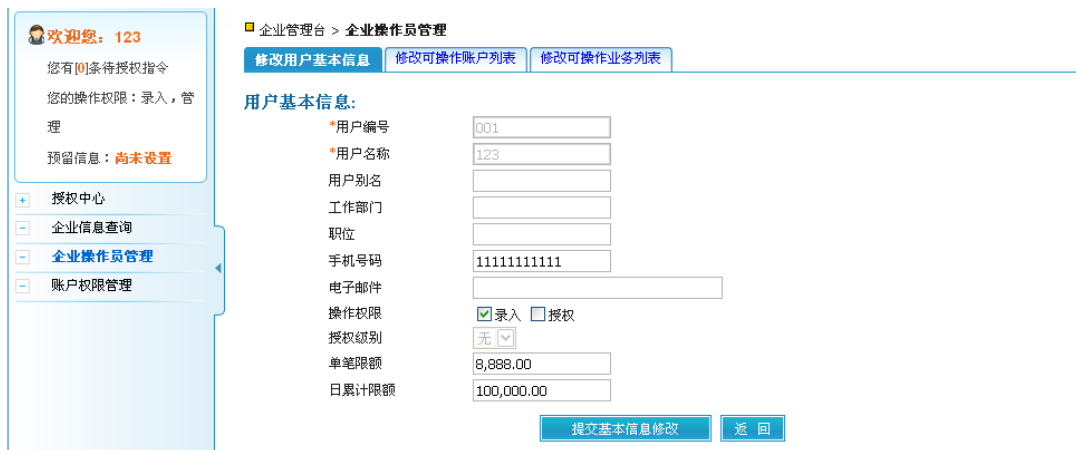 欢迎您：123
您有[0]条待授权指令
您的操作权限：录入，管
理
预留信息：尚未设置
+ 授权中心
- 企业信息查询
- 企业操作员管理
- 账户权限管理
企业管理台 > 企业操作员管理
修改用户基本信息 修改可操作账户列表 修改可操作业务列表
用户基本信息:
*用户编号 001
*用户名称 123
用户别名
工作部门
职位
手机号码 11111111111
电子邮件
操作权限 录入 授权
授权级别 无
单笔限额 8,888.00
日累计限额 100,000.00
提交基本信息修改 返 回